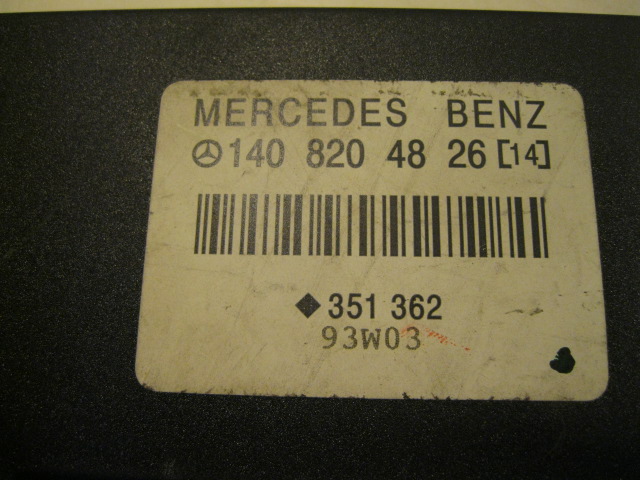 MERCEDES BENZ
140 820 48 26 [14]
◆351 362
93W03